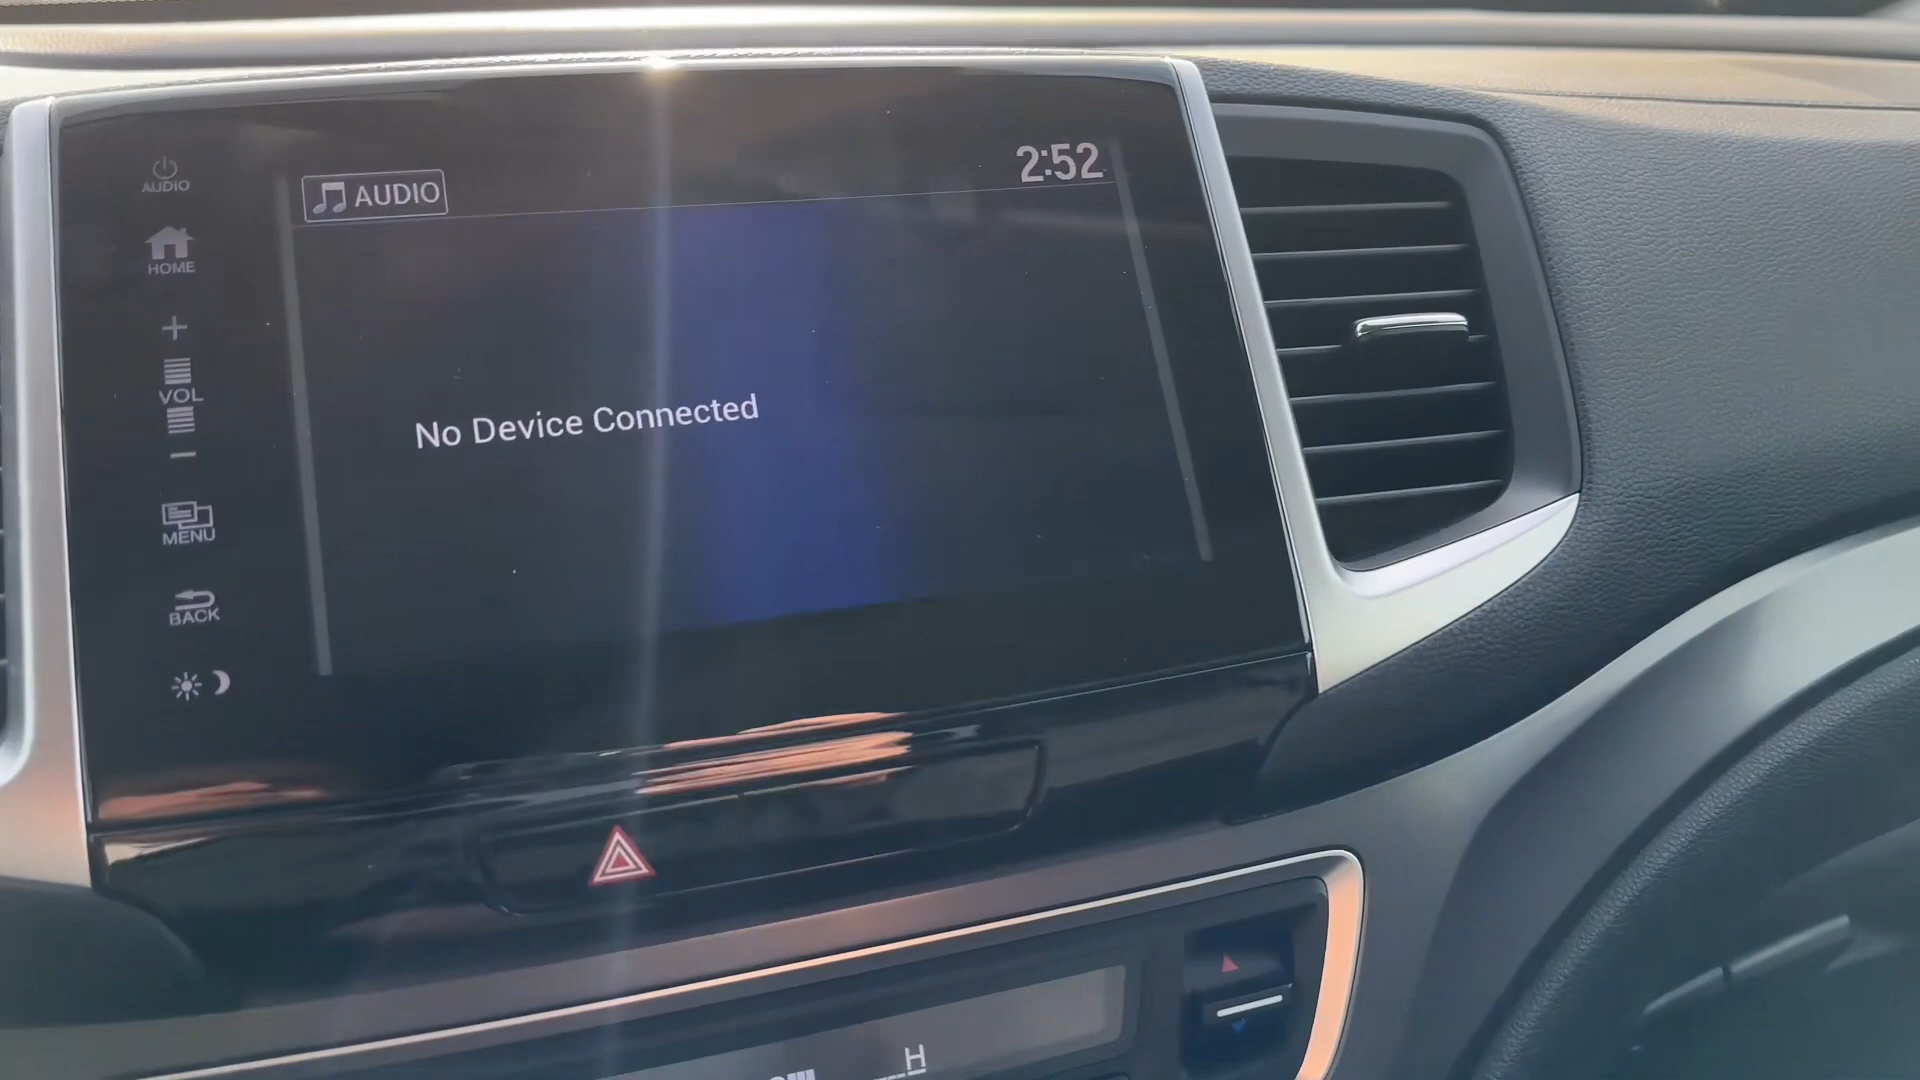 AUDIO
AUDIO
2:52
HOME
VOL
No Device Connected
MENU
BACK
H